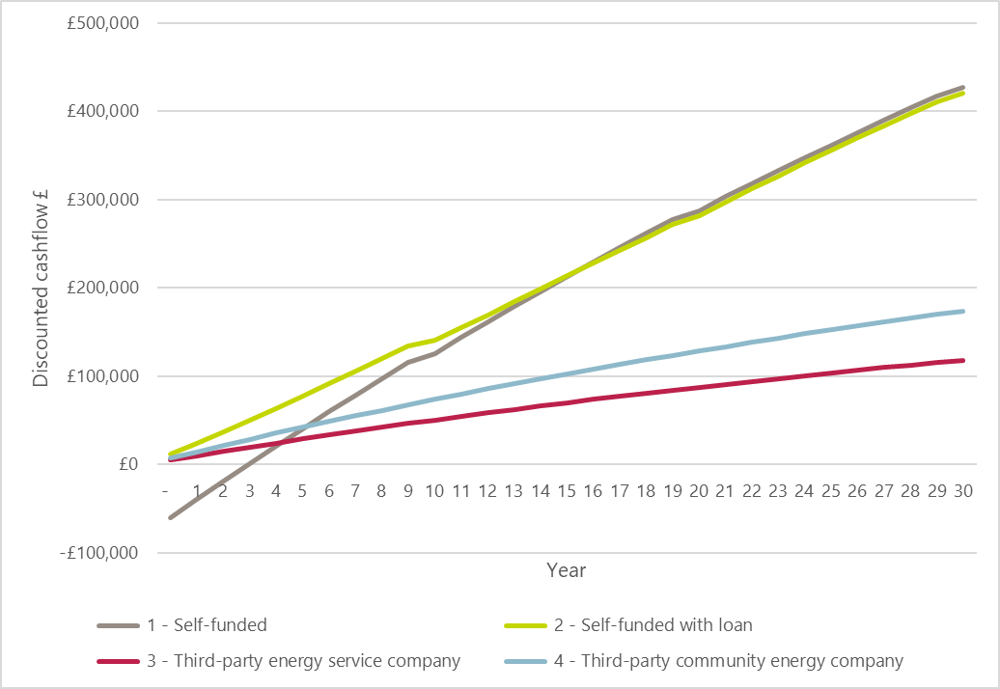 £500,000
£400,000
£300,000
£200,000
£100,000
£0
-£100,000
Discounted cashflow £
- 1 2 3 4 5 6 7 8 9 10 11 12 13 14 15 16 17 18 19 20 21 22 23 24 25 26 27 28 29 30
Year
1 - Self-funded
2 - Self-funded with loan
3 - Third-party energy service company
4 - Third-party community energy company